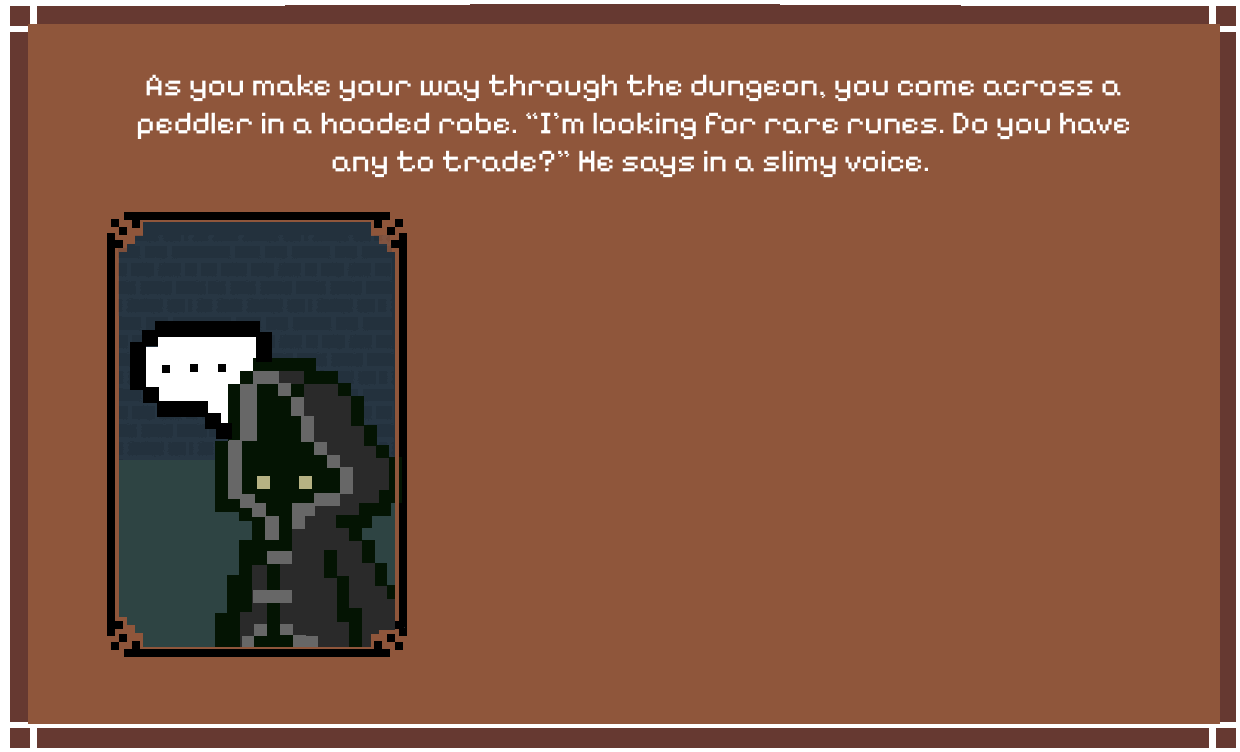 As you make your way through the dungeon, you come across a
peddler in a hooded robe. “I'm looking for rare runes. Do you have
any to trade?” He says in a slimy voice.
...